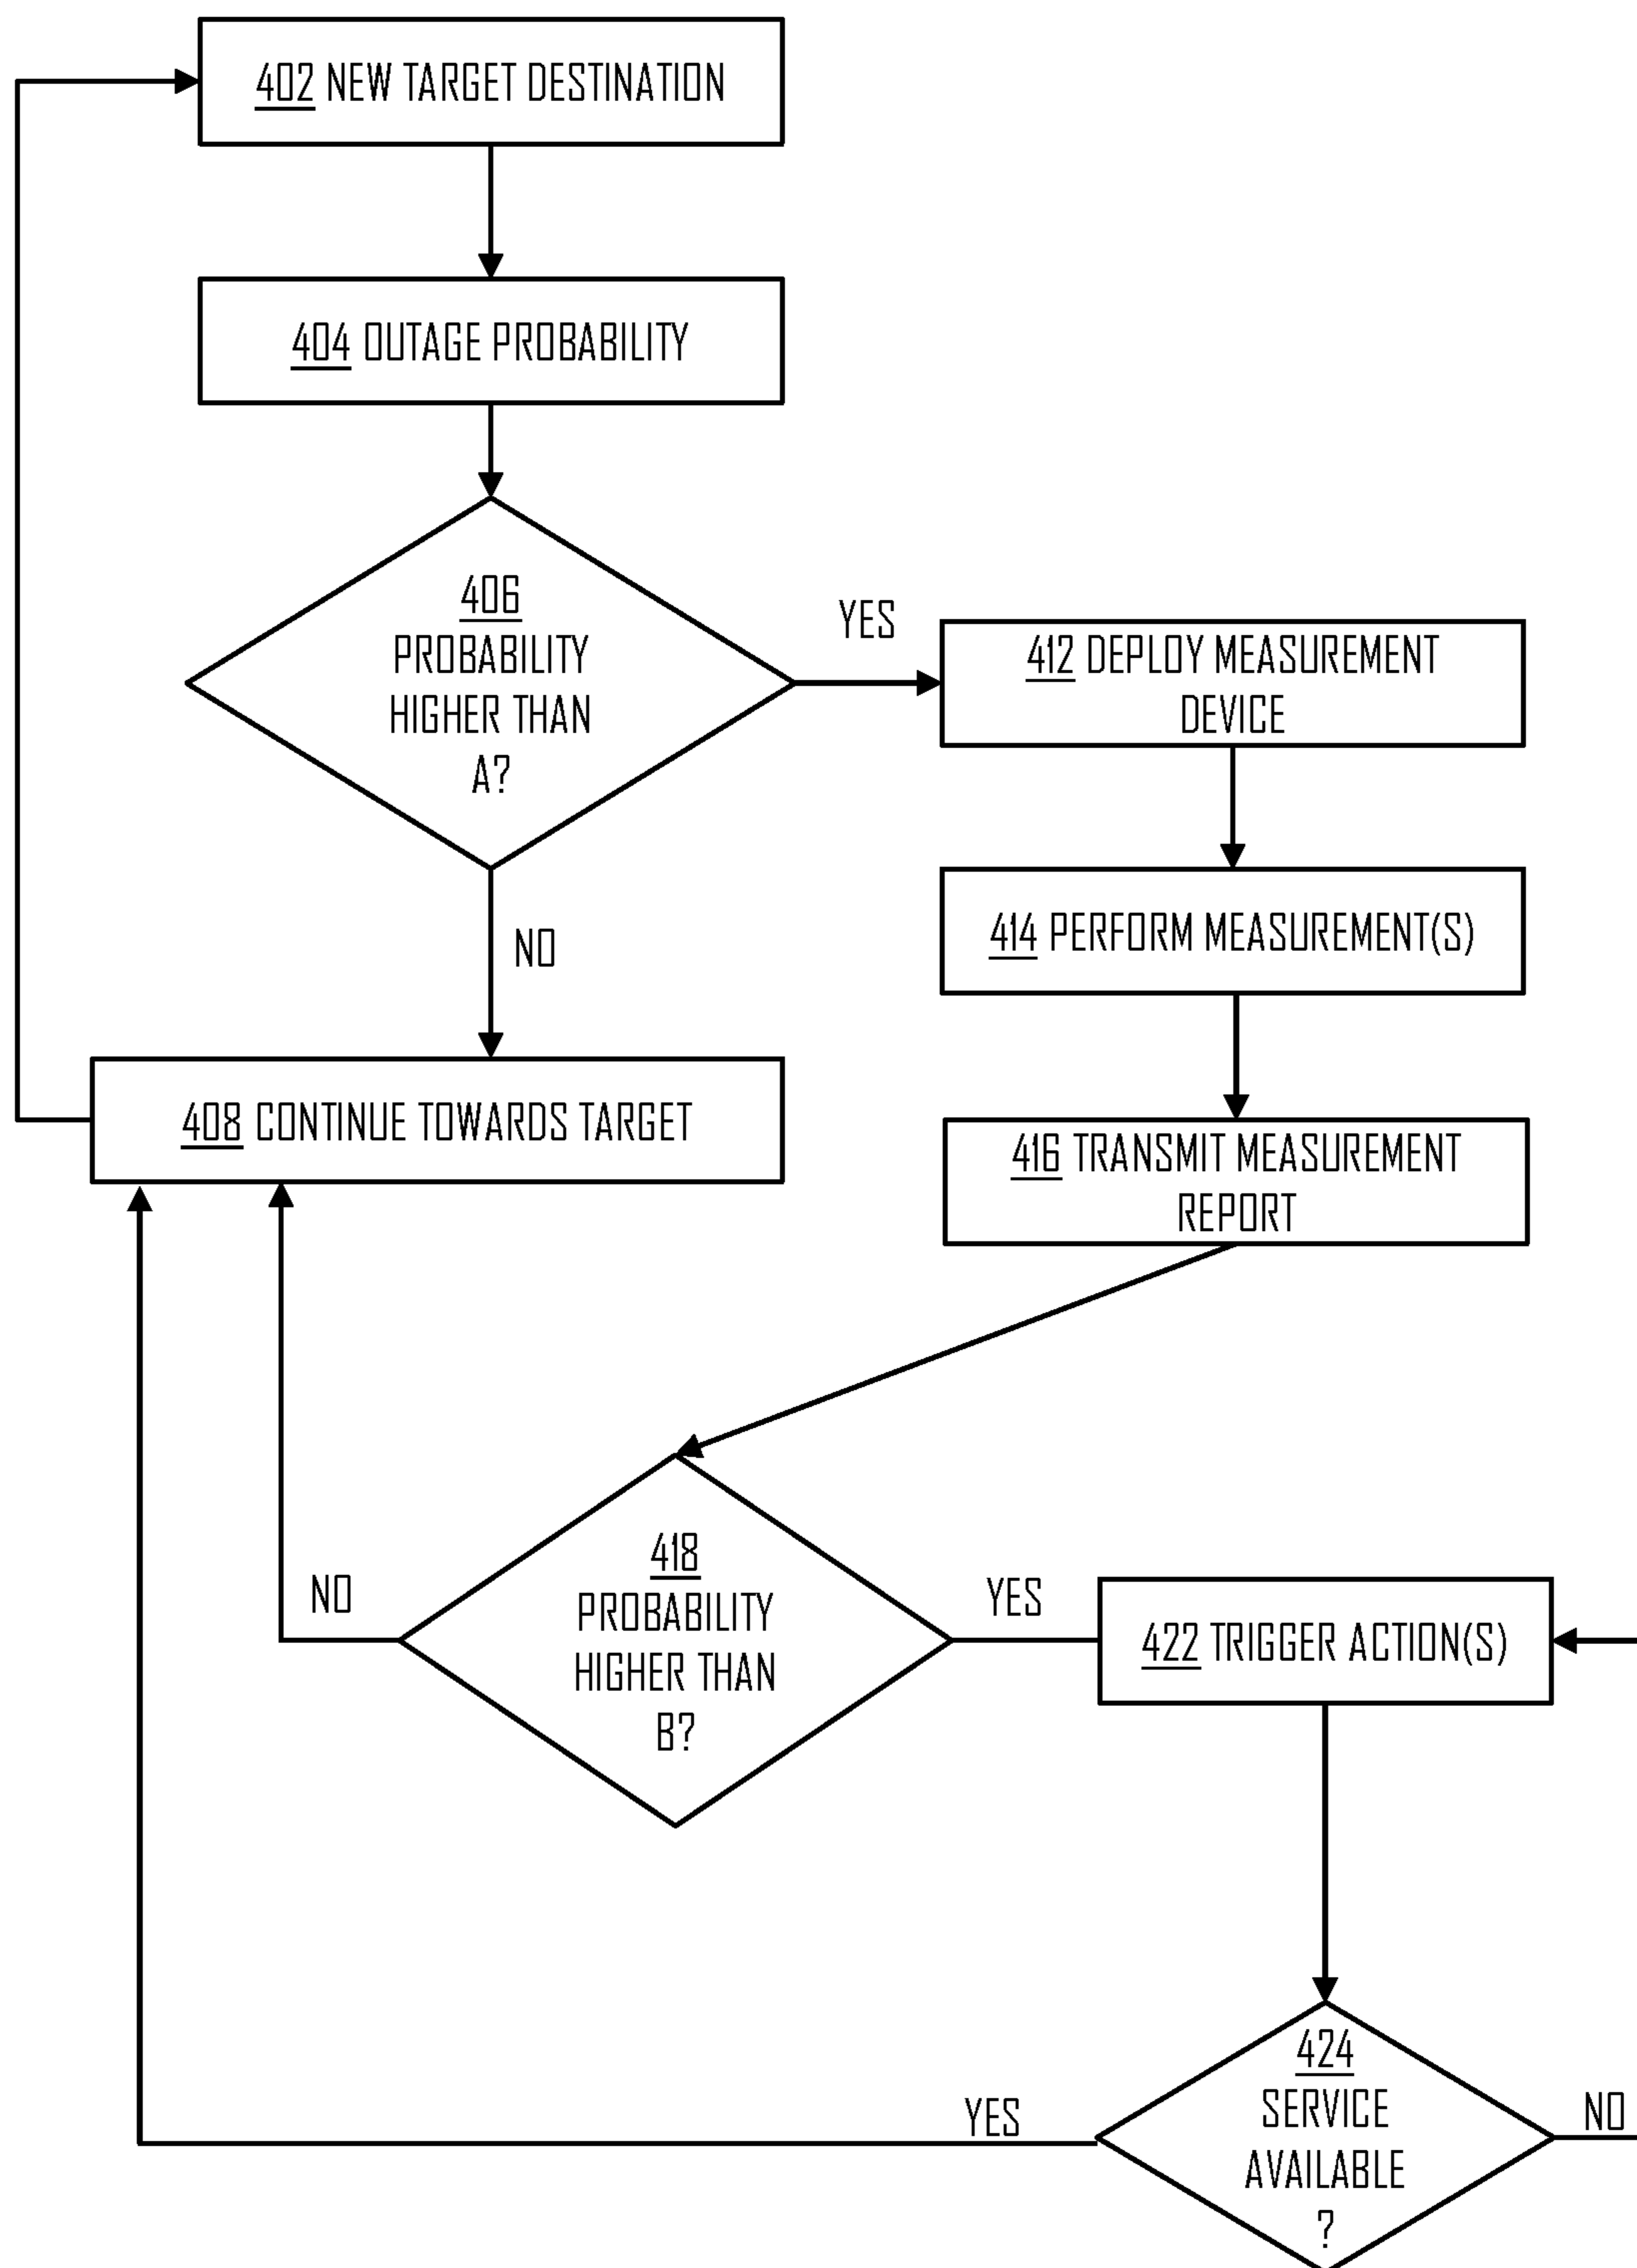 402 NEW TARGET DESTINATION
404 OUTAGE PROBABILITY
406
PROBABILITY
HIGHER THAN
A?
YES
412 DEPLOY MEASUREMENT
DEVICE
414 PERFORM MEASUREMENT(S)
NO
408 CONTINUE TOWARDS TARGET
416 TRANSMIT MEASUREMENT
REPORT
418
PROBABILITY
HIGHER THAN
B?
NO
YES
422 TRIGGER ACTION(S)
424
SERVICE
AVAILABLE
?
YES
NO